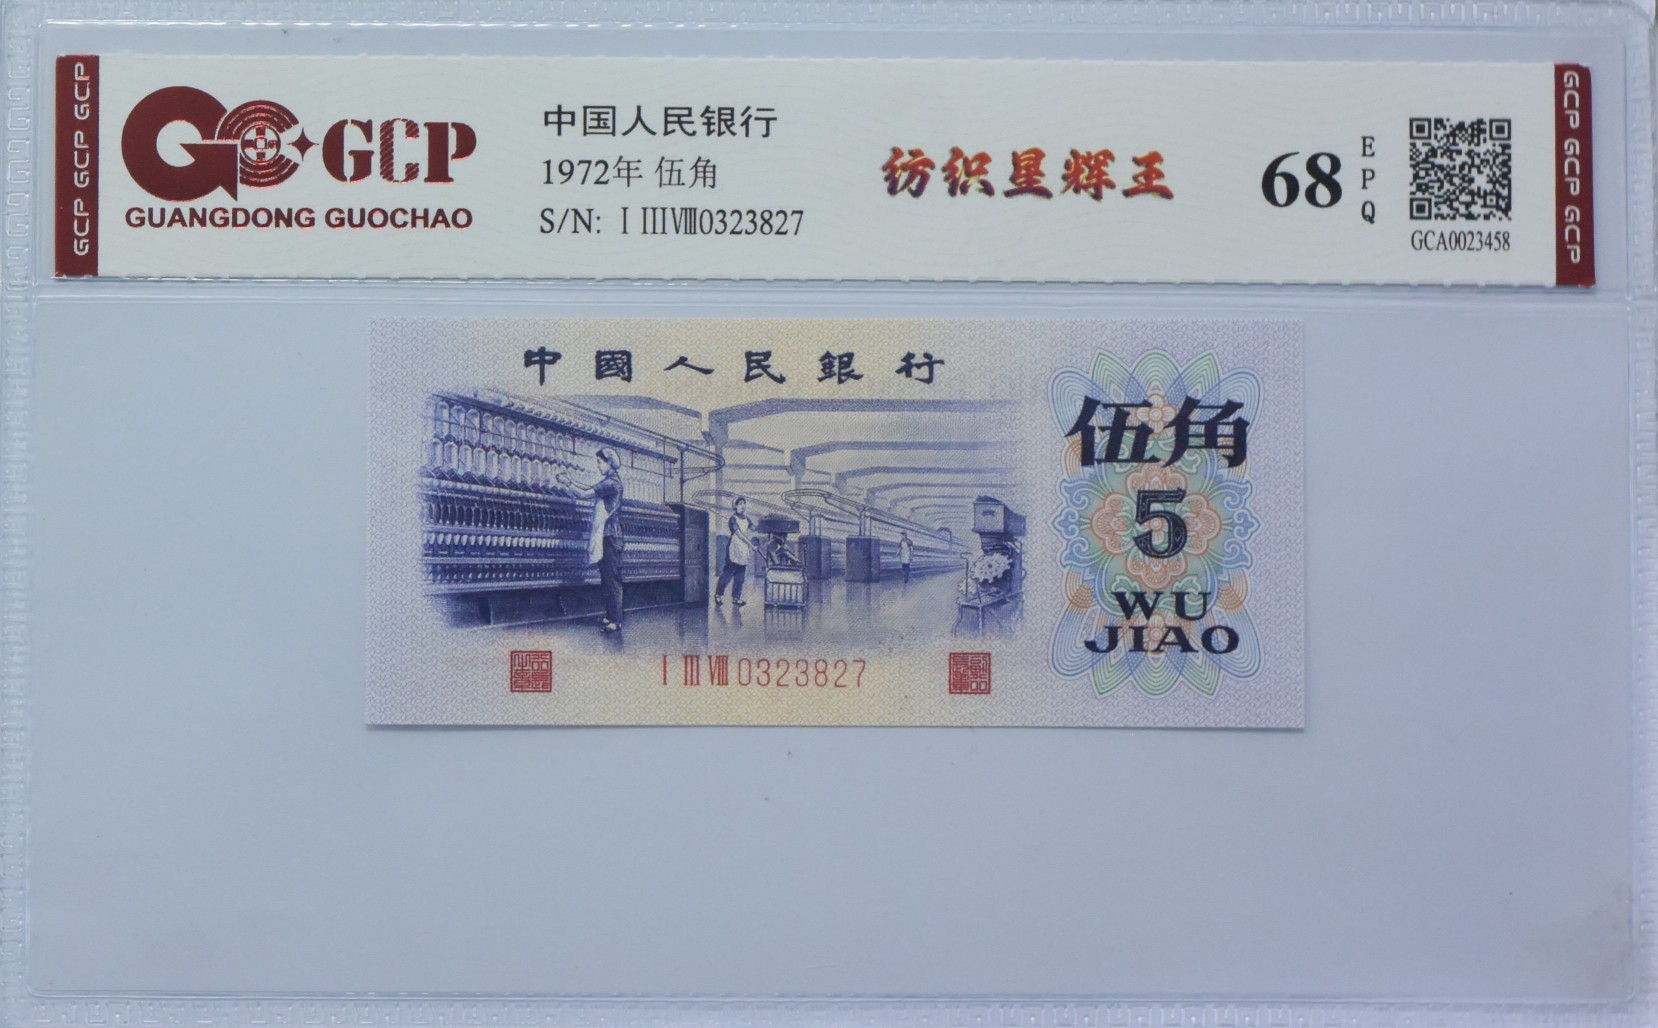 GCP GCP GCP
GCP
GUANGDONG GUOCHAO
中国人民银行
1972年 伍角
S/N: Ⅰ Ⅲ Ⅷ 0323827
纺织星辉王
68
EPQ
GCA0023458
GCP GCP GCP
中國人民銀行
伍角
5
WU
JIAO
Ⅰ Ⅲ Ⅷ 0323827